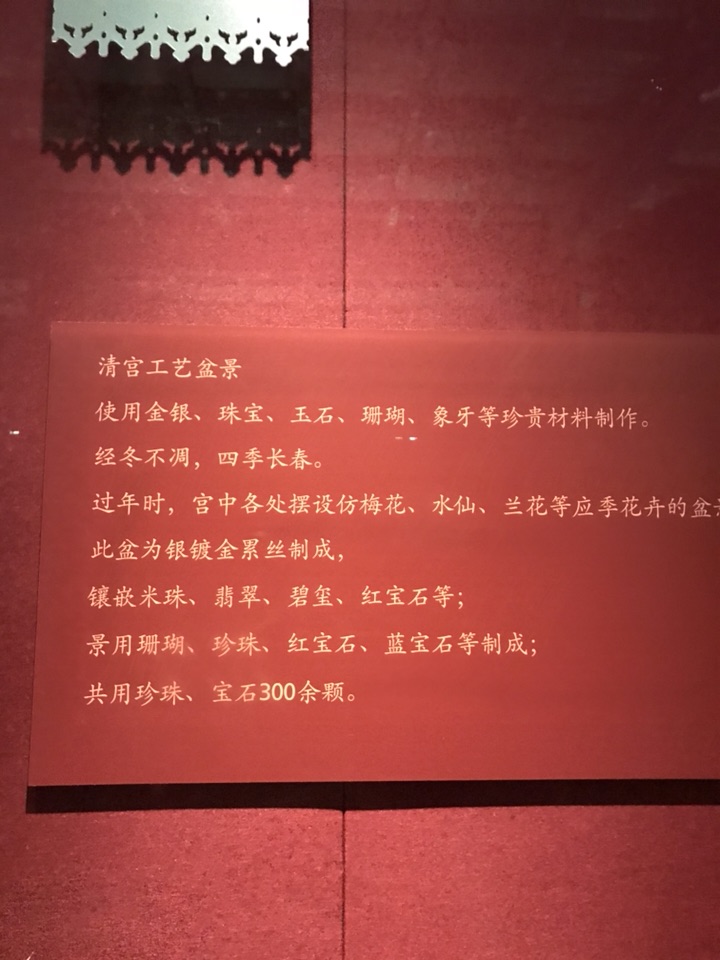 清宫工艺盆景
使用金银、珠宝、玉石、珊瑚、象牙等珍贵材料制作。
经冬不凋，四季长春。
过年时，宫中各处摆设仿梅花、水仙、兰花等应季花卉的盆
此盆为银镀金累丝制成，
镶嵌米珠、翡翠、碧玺、红宝石等；
景用珊瑚、珍珠、红宝石、蓝宝石等制成；
共用珍珠、宝石300余颗。